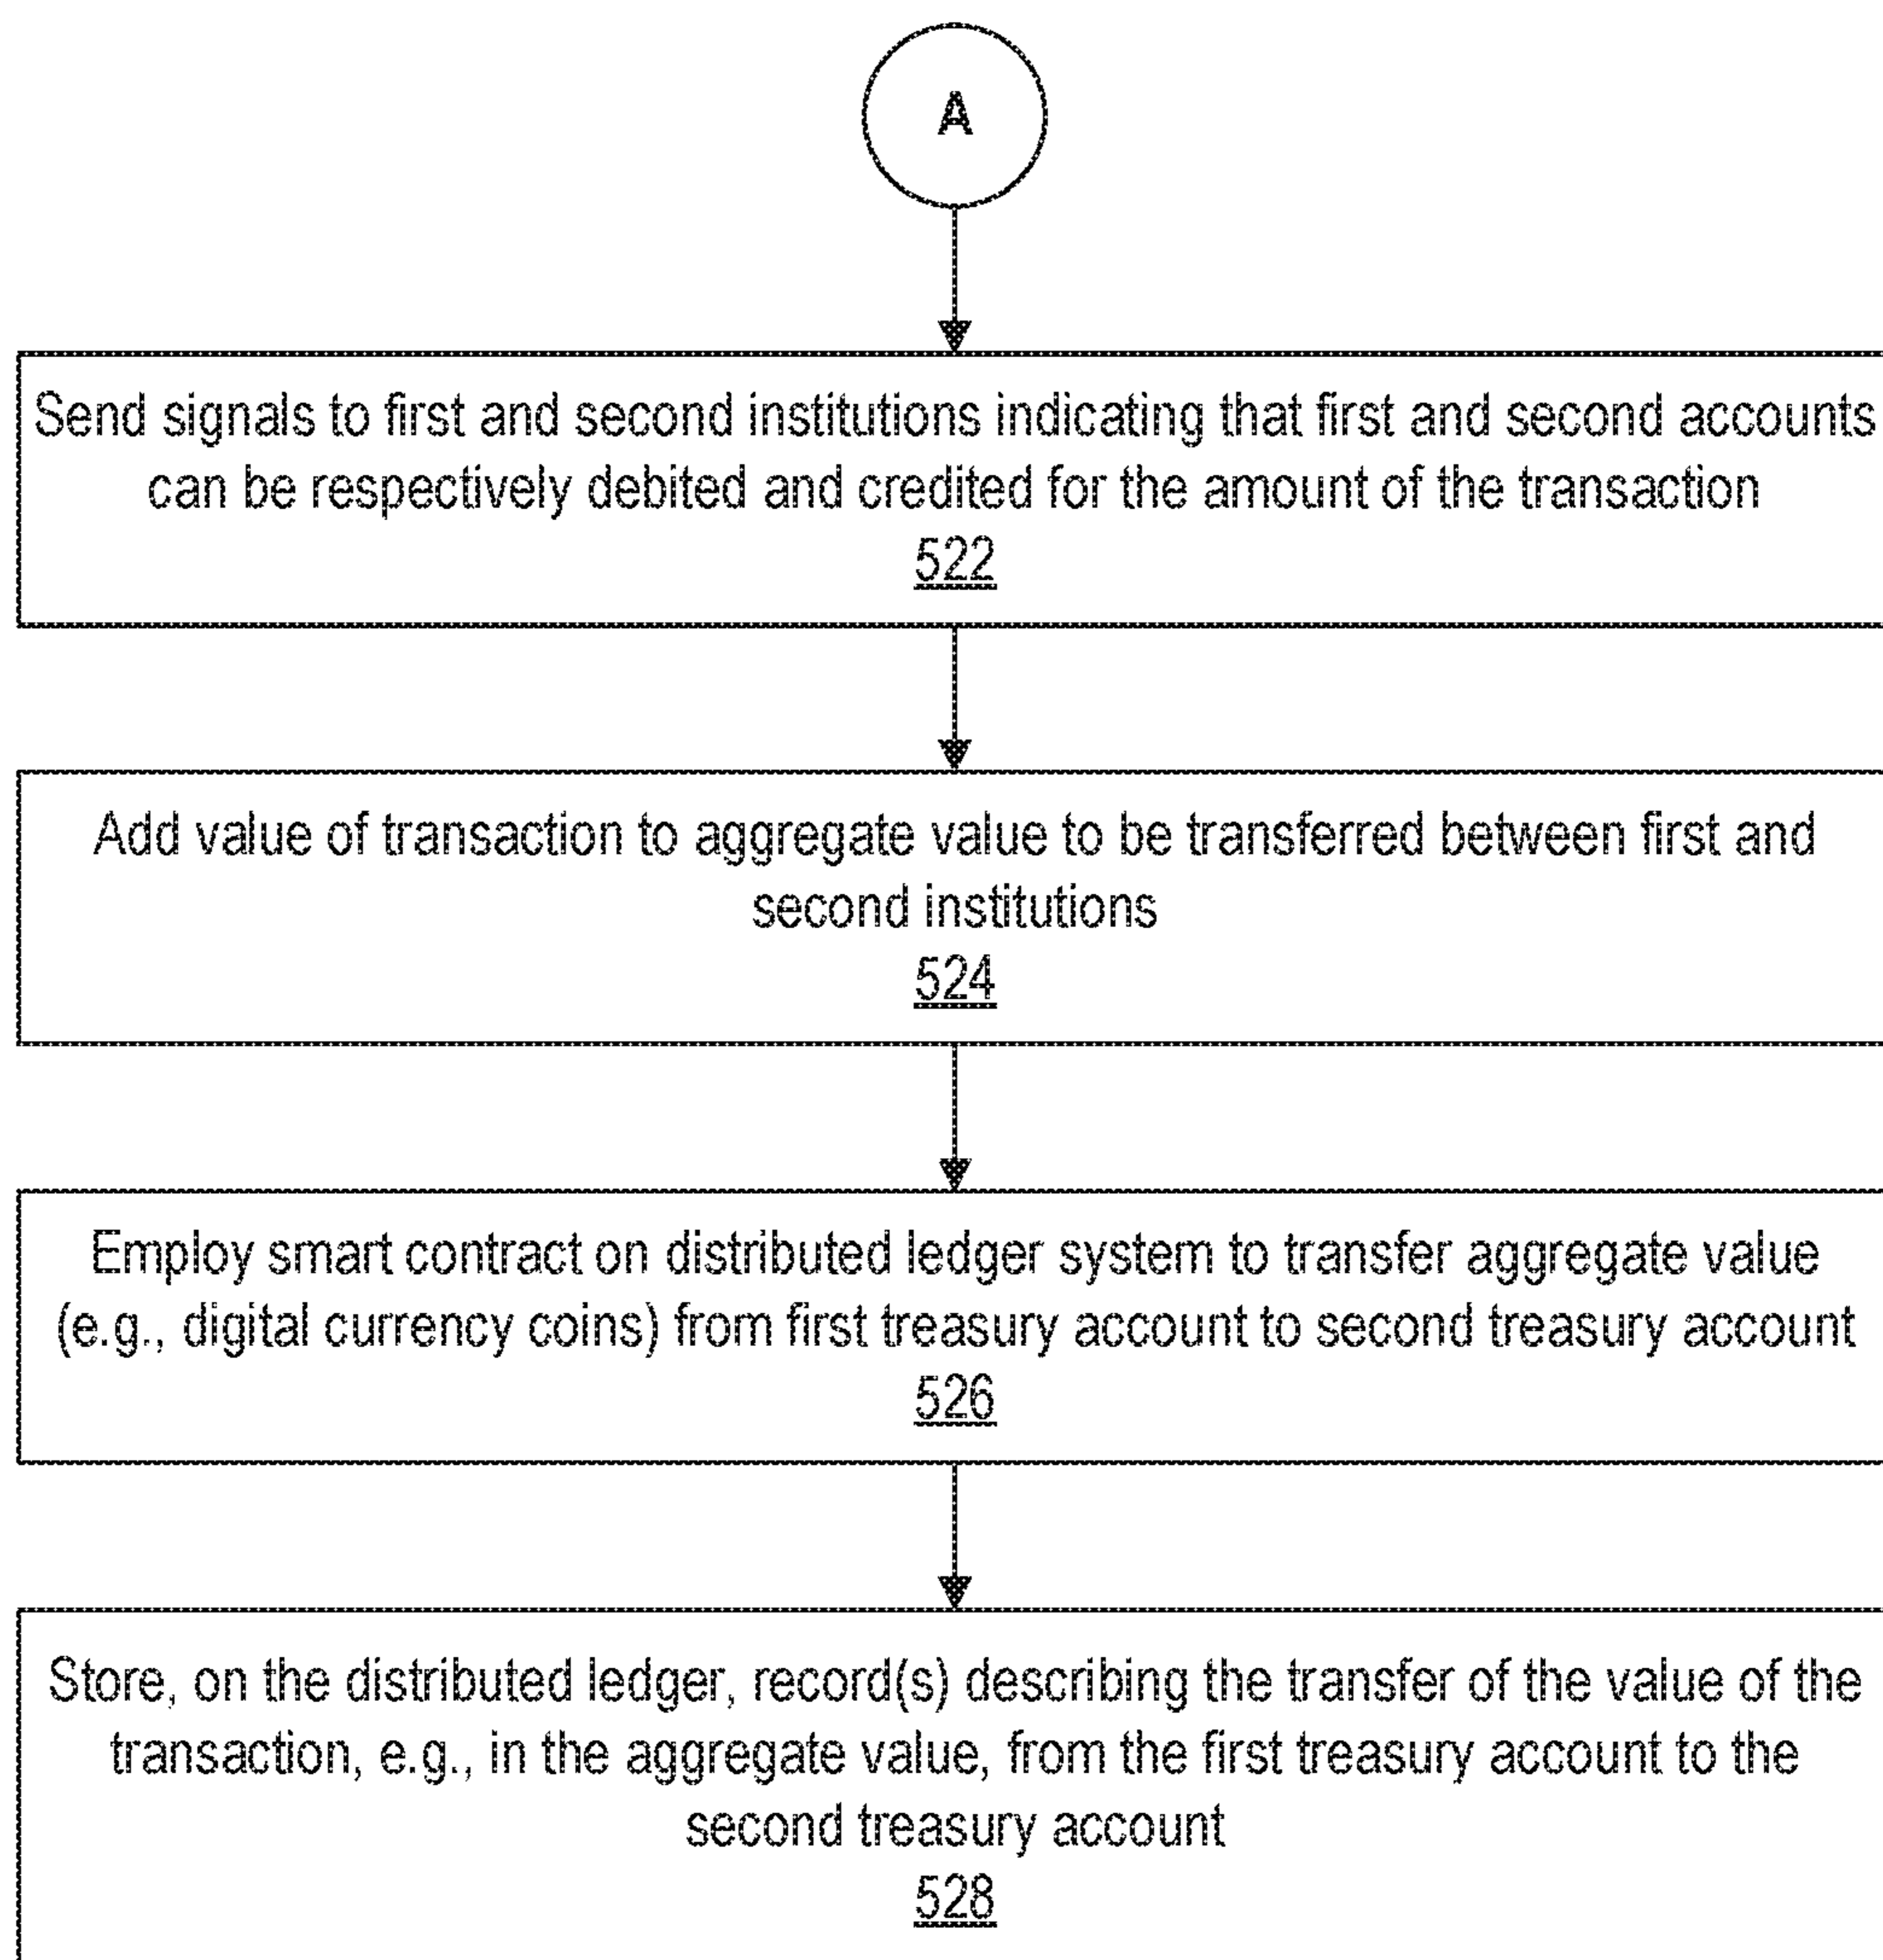 A
Send signals to first and second institutions indicating that first and second accounts
can be respectively debited and credited for the amount of the transaction
522
Add value of transaction to aggregate value to be transferred between first and
second institutions
524
Employ smart contract on distributed ledger system to transfer aggregate value
(e.g., digital currency coins) from first treasury account to second treasury account
526
Store, on the distributed ledger, record(s) describing the transfer of the value of the
transaction, e.g., in the aggregate value, from the first treasury account to the
second treasury account
528